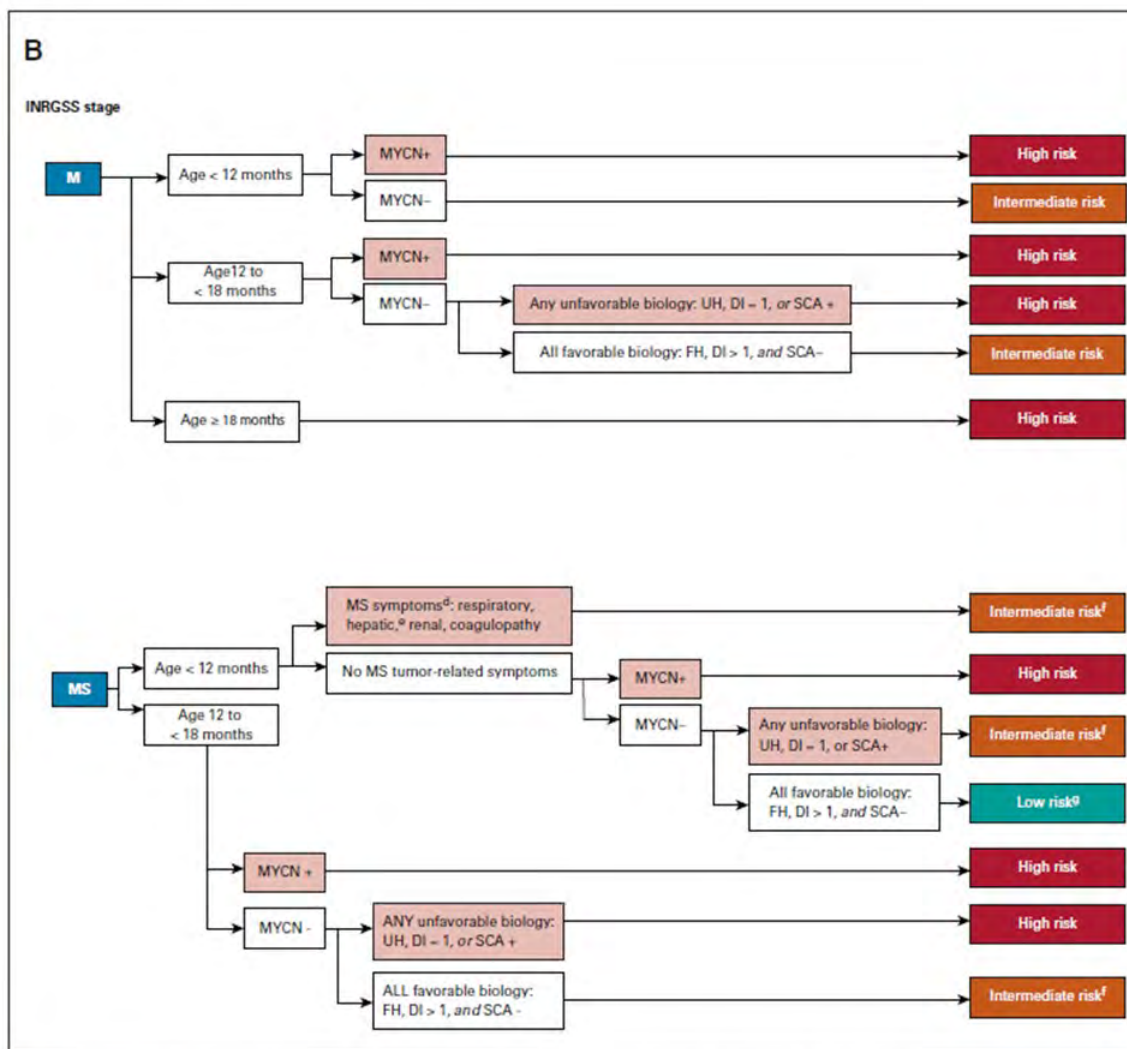 B
INRGSS stage
M
Age < 12 months
MYCN+
High risk
MYCN–
Intermediate risk
Age12 to
< 18 months
MYCN+
High risk
MYCN–
Any unfavorable biology: UH, DI = 1, or SCA +
High risk
All favorable biology: FH, DI > 1, and SCA–
Intermediate risk
Age ≥ 18 months
High risk
MS
Age < 12 months
MS symptomsᵈ: respiratory,
hepatic,ᵉ renal, coagulopathy
Intermediate riskᶠ
No MS tumor-related symptoms
MYCN+
High risk
MYCN–
Any unfavorable biology:
UH, DI = 1, or SCA+
Intermediate riskᶠ
All favorable biology:
FH, DI > 1, and SCA–
Low riskᵍ
Age 12 to
< 18 months
MYCN +
High risk
MYCN -
ANY unfavorable biology:
UH, DI = 1, or SCA +
High risk
ALL favorable biology:
FH, DI > 1, and SCA -
Intermediate riskᶠ